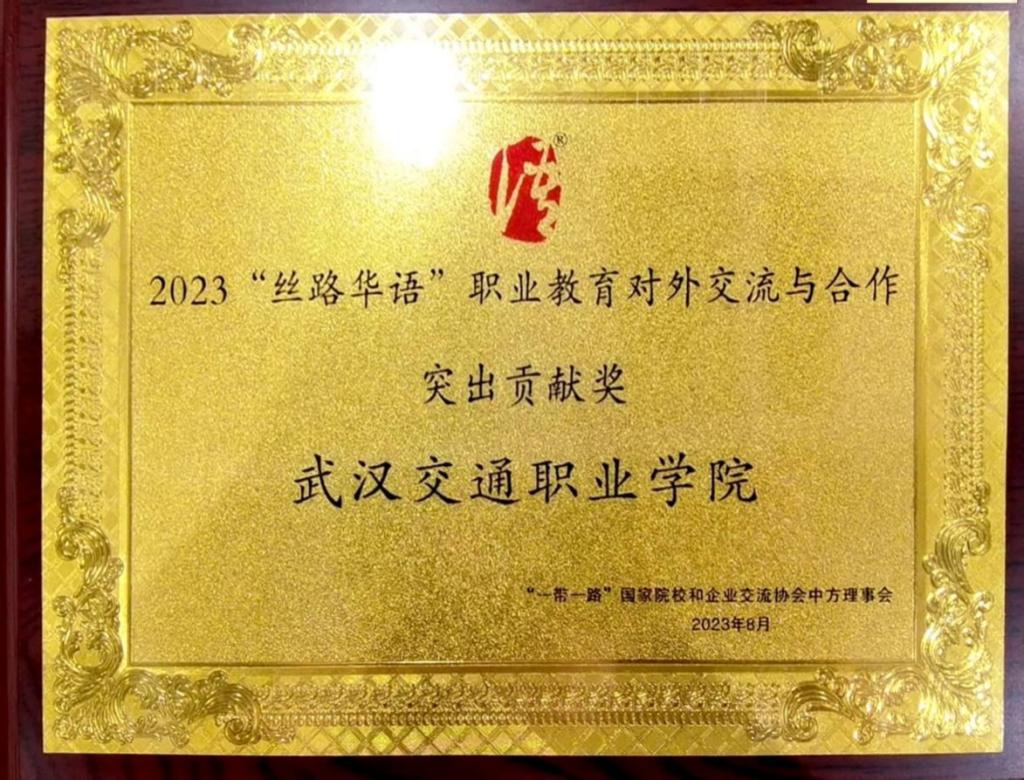 ®
2023“丝路华语”职业教育对外交流与合作
突出贡献奖
武汉交通职业学院
“一带一路”国家院校和企业交流协会中方理事会
2023年8月